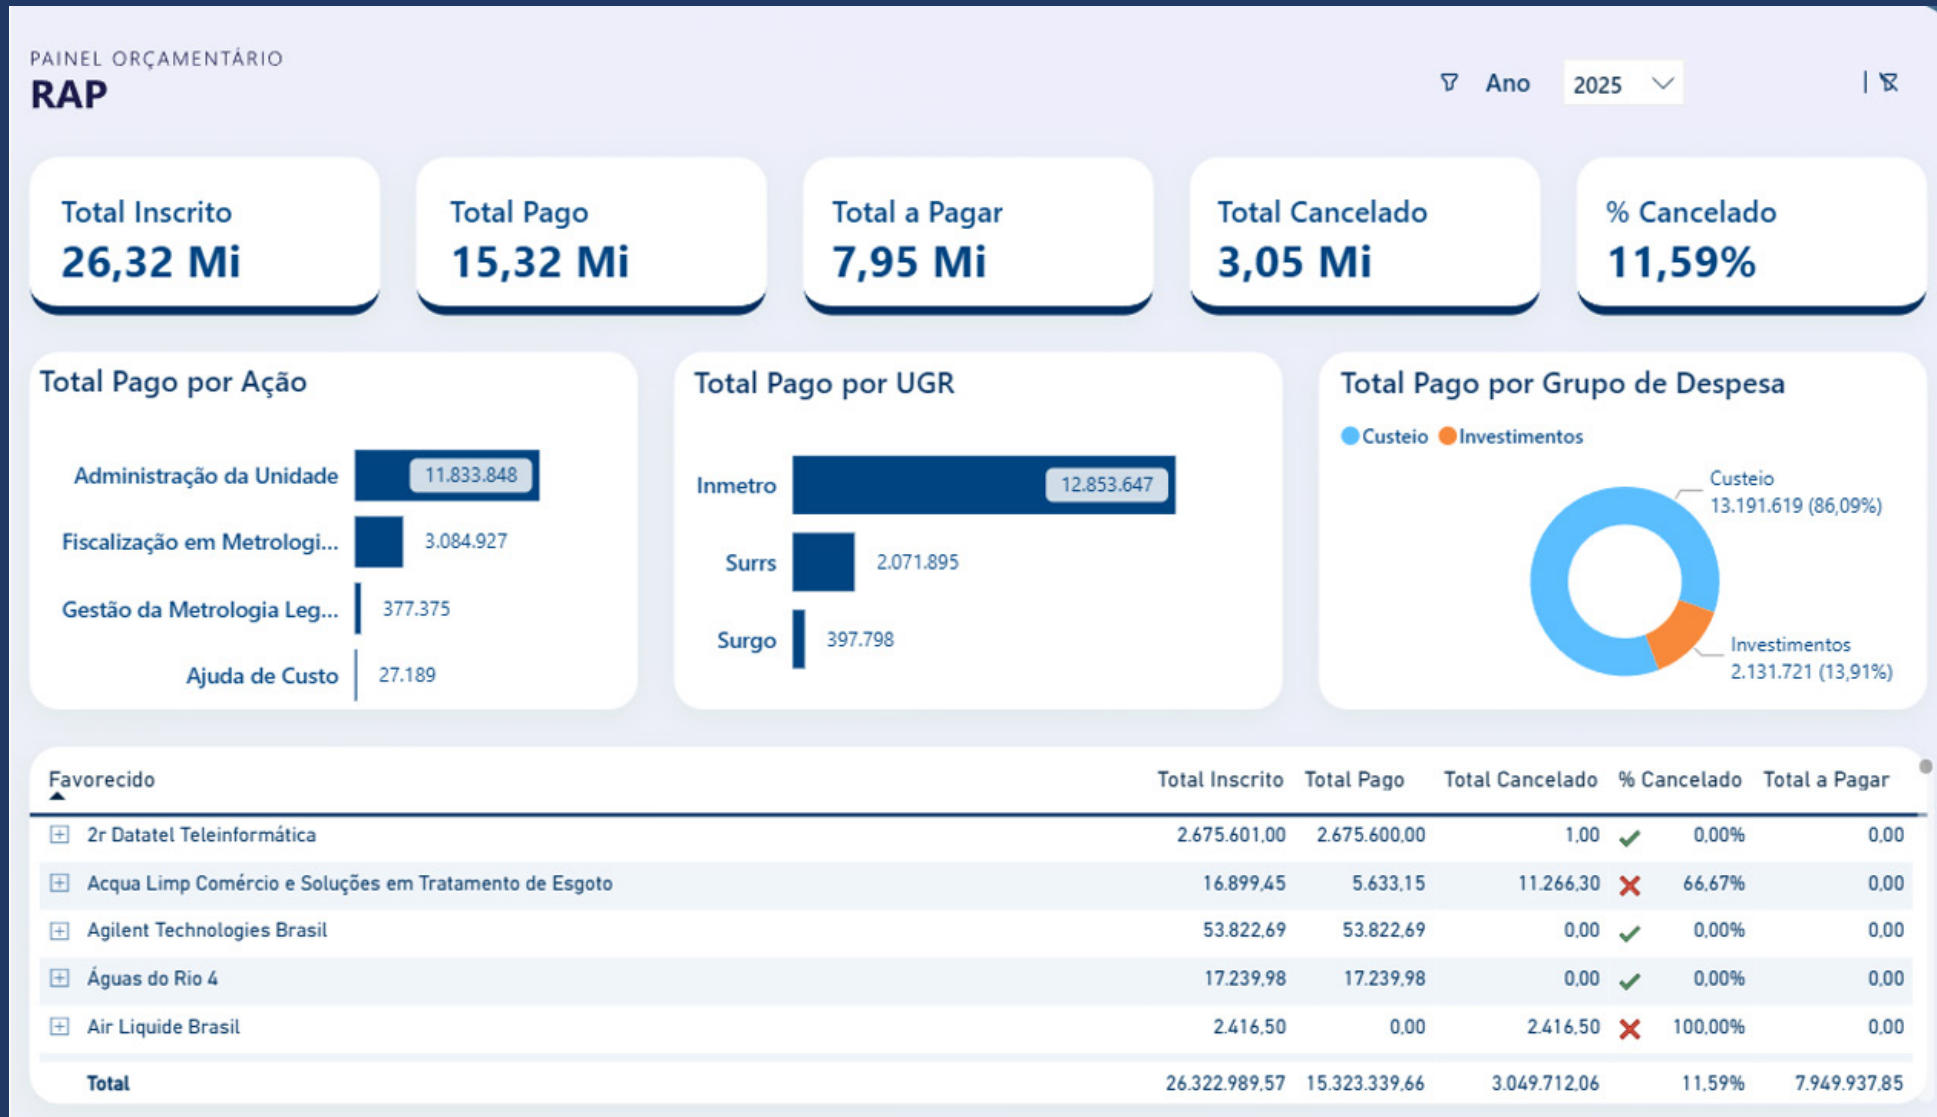 PAINEL ORÇAMENTÁRIO
RAP
Ano 2025
Total Inscrito
26,32 Mi
Total Pago
15,32 Mi
Total a Pagar
7,95 Mi
Total Cancelado
3,05 Mi
% Cancelado
11,59%
Total Pago por Ação
Administração da Unidade 11.833.848
Fiscalização em Metrologi... 3.084.927
Gestão da Metrologia Leg... 377.375
Ajuda de Custo 27.189
Total Pago por UGR
Inmetro 12.853.647
Surrs 2.071.895
Surgo 397.798
Total Pago por Grupo de Despesa
Custeio Investimentos
Custeio
13.191.619 (86,09%)
Investimentos
2.131.721 (13,91%)
Favorecido Total Inscrito Total Pago Total Cancelado % Cancelado Total a Pagar
2r Datatel Teleinformática 2.675.601,00 2.675.600,00 1,00 0,00% 0,00
Acqua Limp Comércio e Soluções em Tratamento de Esgoto 16.899,45 5.633,15 11.266,30 66,67% 0,00
Agilent Technologies Brasil 53.822,69 53.822,69 0,00 0,00% 0,00
Águas do Rio 4 17.239,98 17.239,98 0,00 0,00% 0,00
Air Liquide Brasil 2.416,50 0,00 2.416,50 100,00% 0,00
Total 26.322.989,57 15.323.339,66 3.049.712,06 11,59% 7.949.937,85